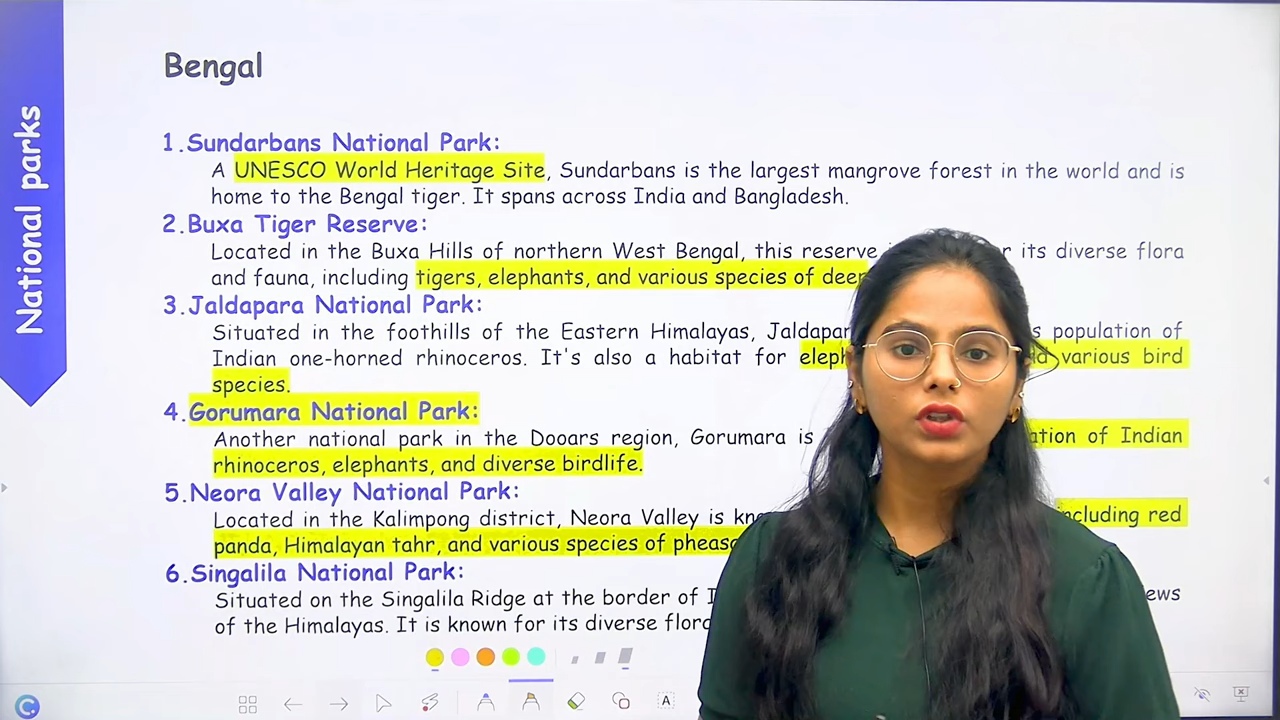 National parks
Bengal
1.Sundarbans National Park:
A UNESCO World Heritage Site, Sundarbans is the largest mangrove forest in the world and is
home to the Bengal tiger. It spans across India and Bangladesh.
2.Buxa Tiger Reserve:
Located in the Buxa Hills of northern West Bengal, this reserve its diverse flora
and fauna, including tigers, elephants, and various species of deer
3.Jaldapara National Park:
Situated in the foothills of the Eastern Himalayas, population of
Indian one-horned rhinoceros. It's also a habitat for various bird
species.
4.Gorumara National Park:
Another national park in the Dooars region, Gorumara is of Indian
rhinoceros, elephants, and diverse birdlife.
5.Neora Valley National Park:
Located in the Kalimpong district, Neora Valley is including red
panda, Himalayan tahr, and various species of
6.Singalila National Park:
Situated on the Singalila Ridge at the border of
of the Himalayas. It is known for its diverse
A